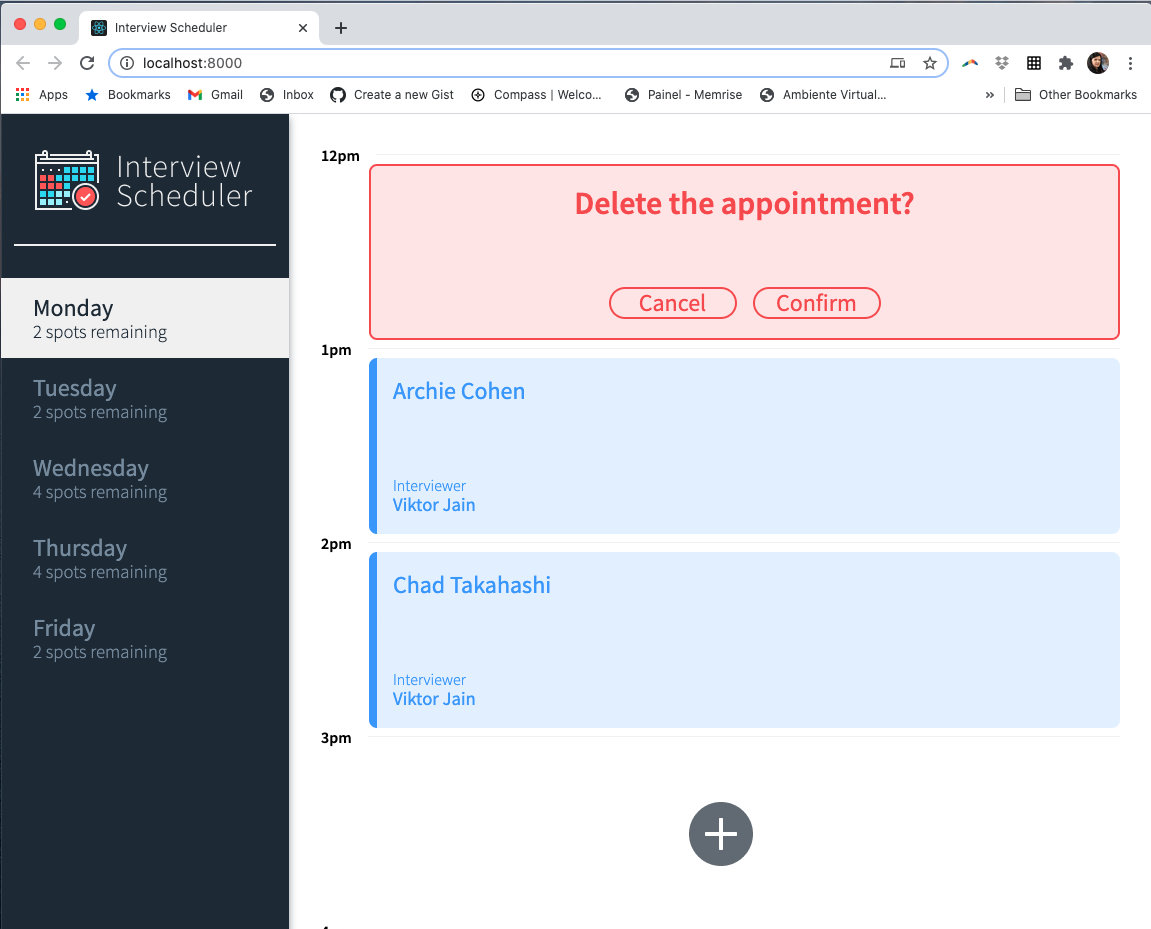 Interview Scheduler
localhost:8000
Apps Bookmarks Gmail Inbox Create a new Gist Compass | Welco... Painel - Memrise Ambiente Virtual... » Other Bookmarks
Interview
Scheduler
Monday
2 spots remaining
Tuesday
2 spots remaining
Wednesday
4 spots remaining
Thursday
4 spots remaining
Friday
2 spots remaining
12pm
Delete the appointment?
Cancel Confirm
1pm
Archie Cohen
Interviewer
Viktor Jain
2pm
Chad Takahashi
Interviewer
Viktor Jain
3pm